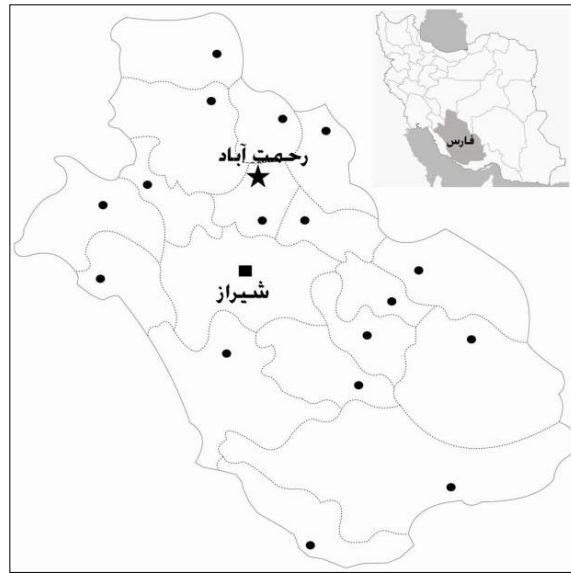 فارس
رحمت آباد
شیراز